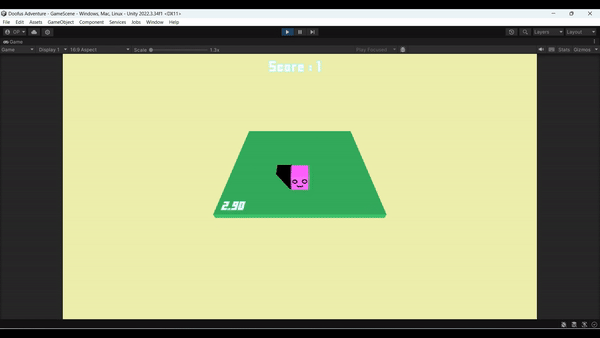 Doofus Adventure - GameScene - Windows, Mac, Linux - Unity 2022.3.34f1 <DX11>
File Edit Assets GameObject Component Services Jobs Window Help
DP
Layers Layout
Game
Game Display 1 16:9 Aspect Scale 1.3x Play Focused Stats Gizmos
Score : 1
2.90